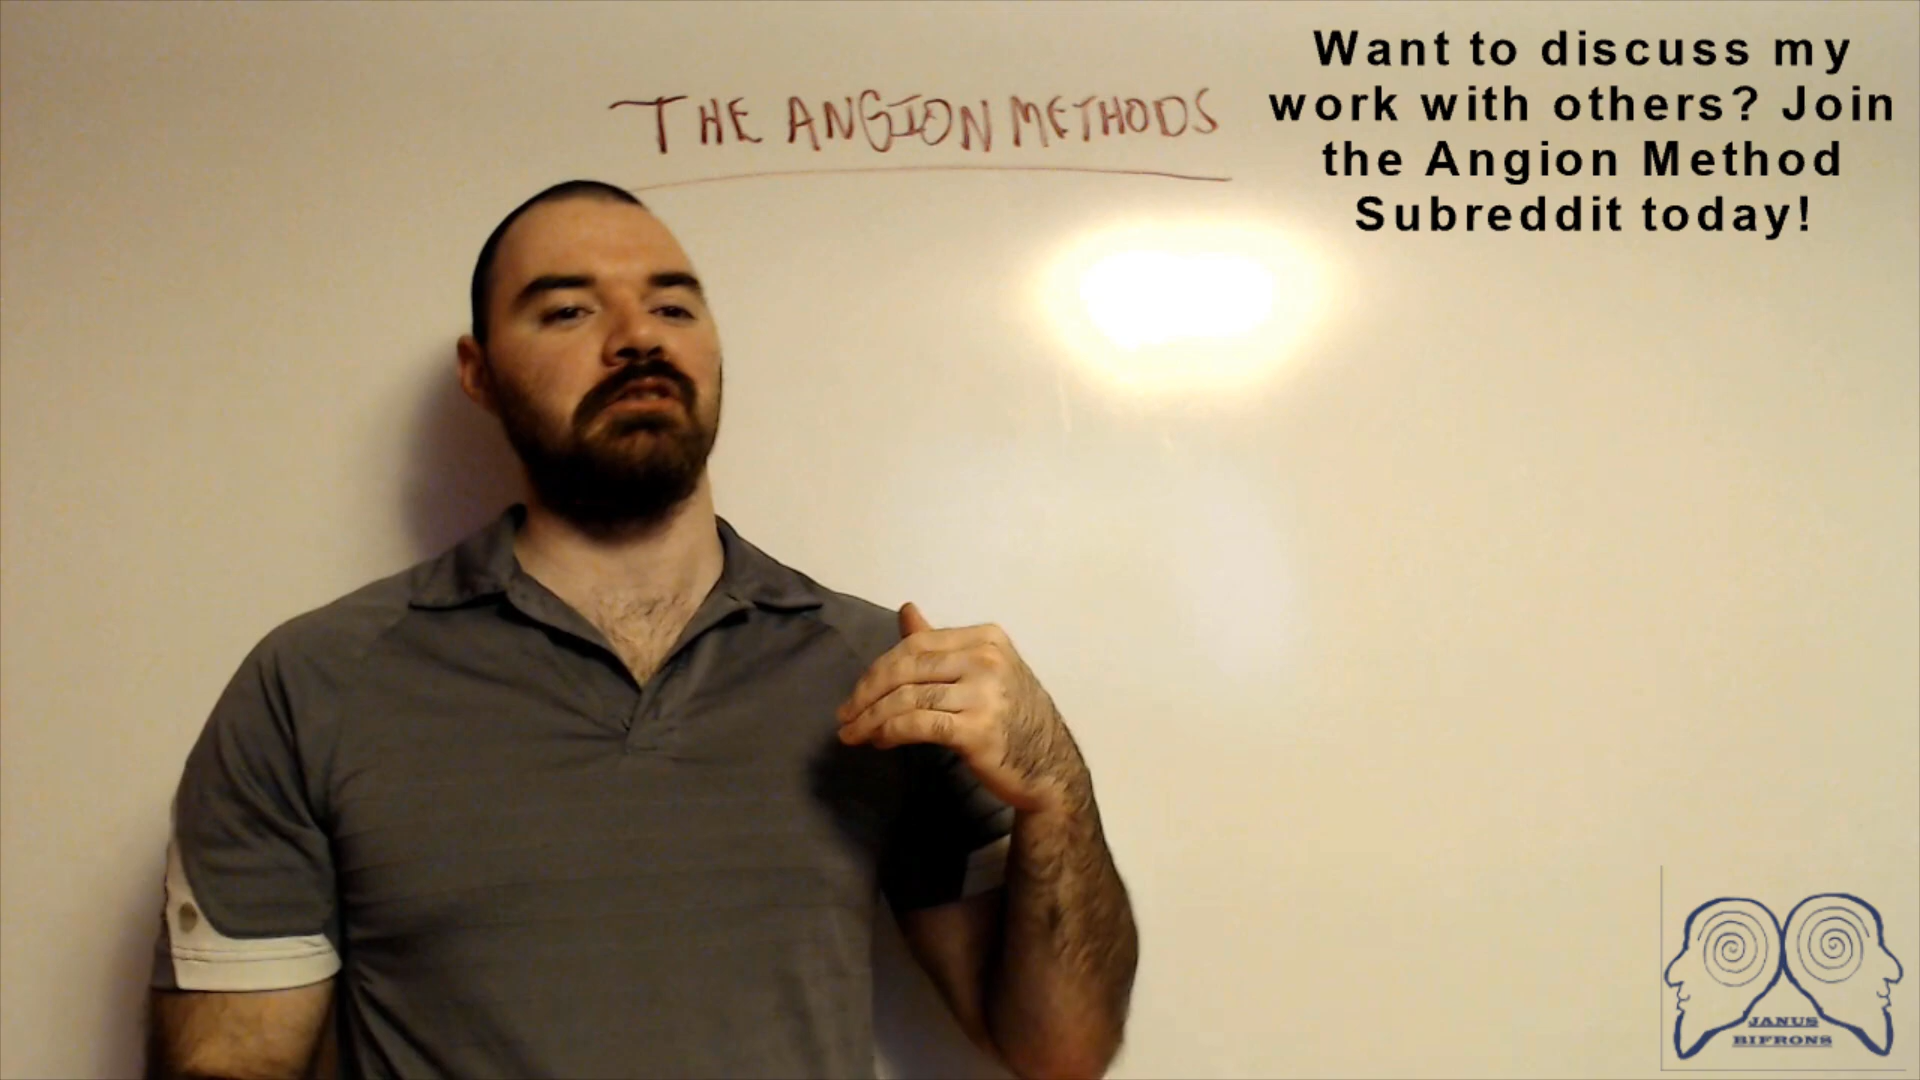 THE ANGION METHODS
Want to discuss my
work with others? Join
the Angion Method
Subreddit today!
JANUS
BIFRONS